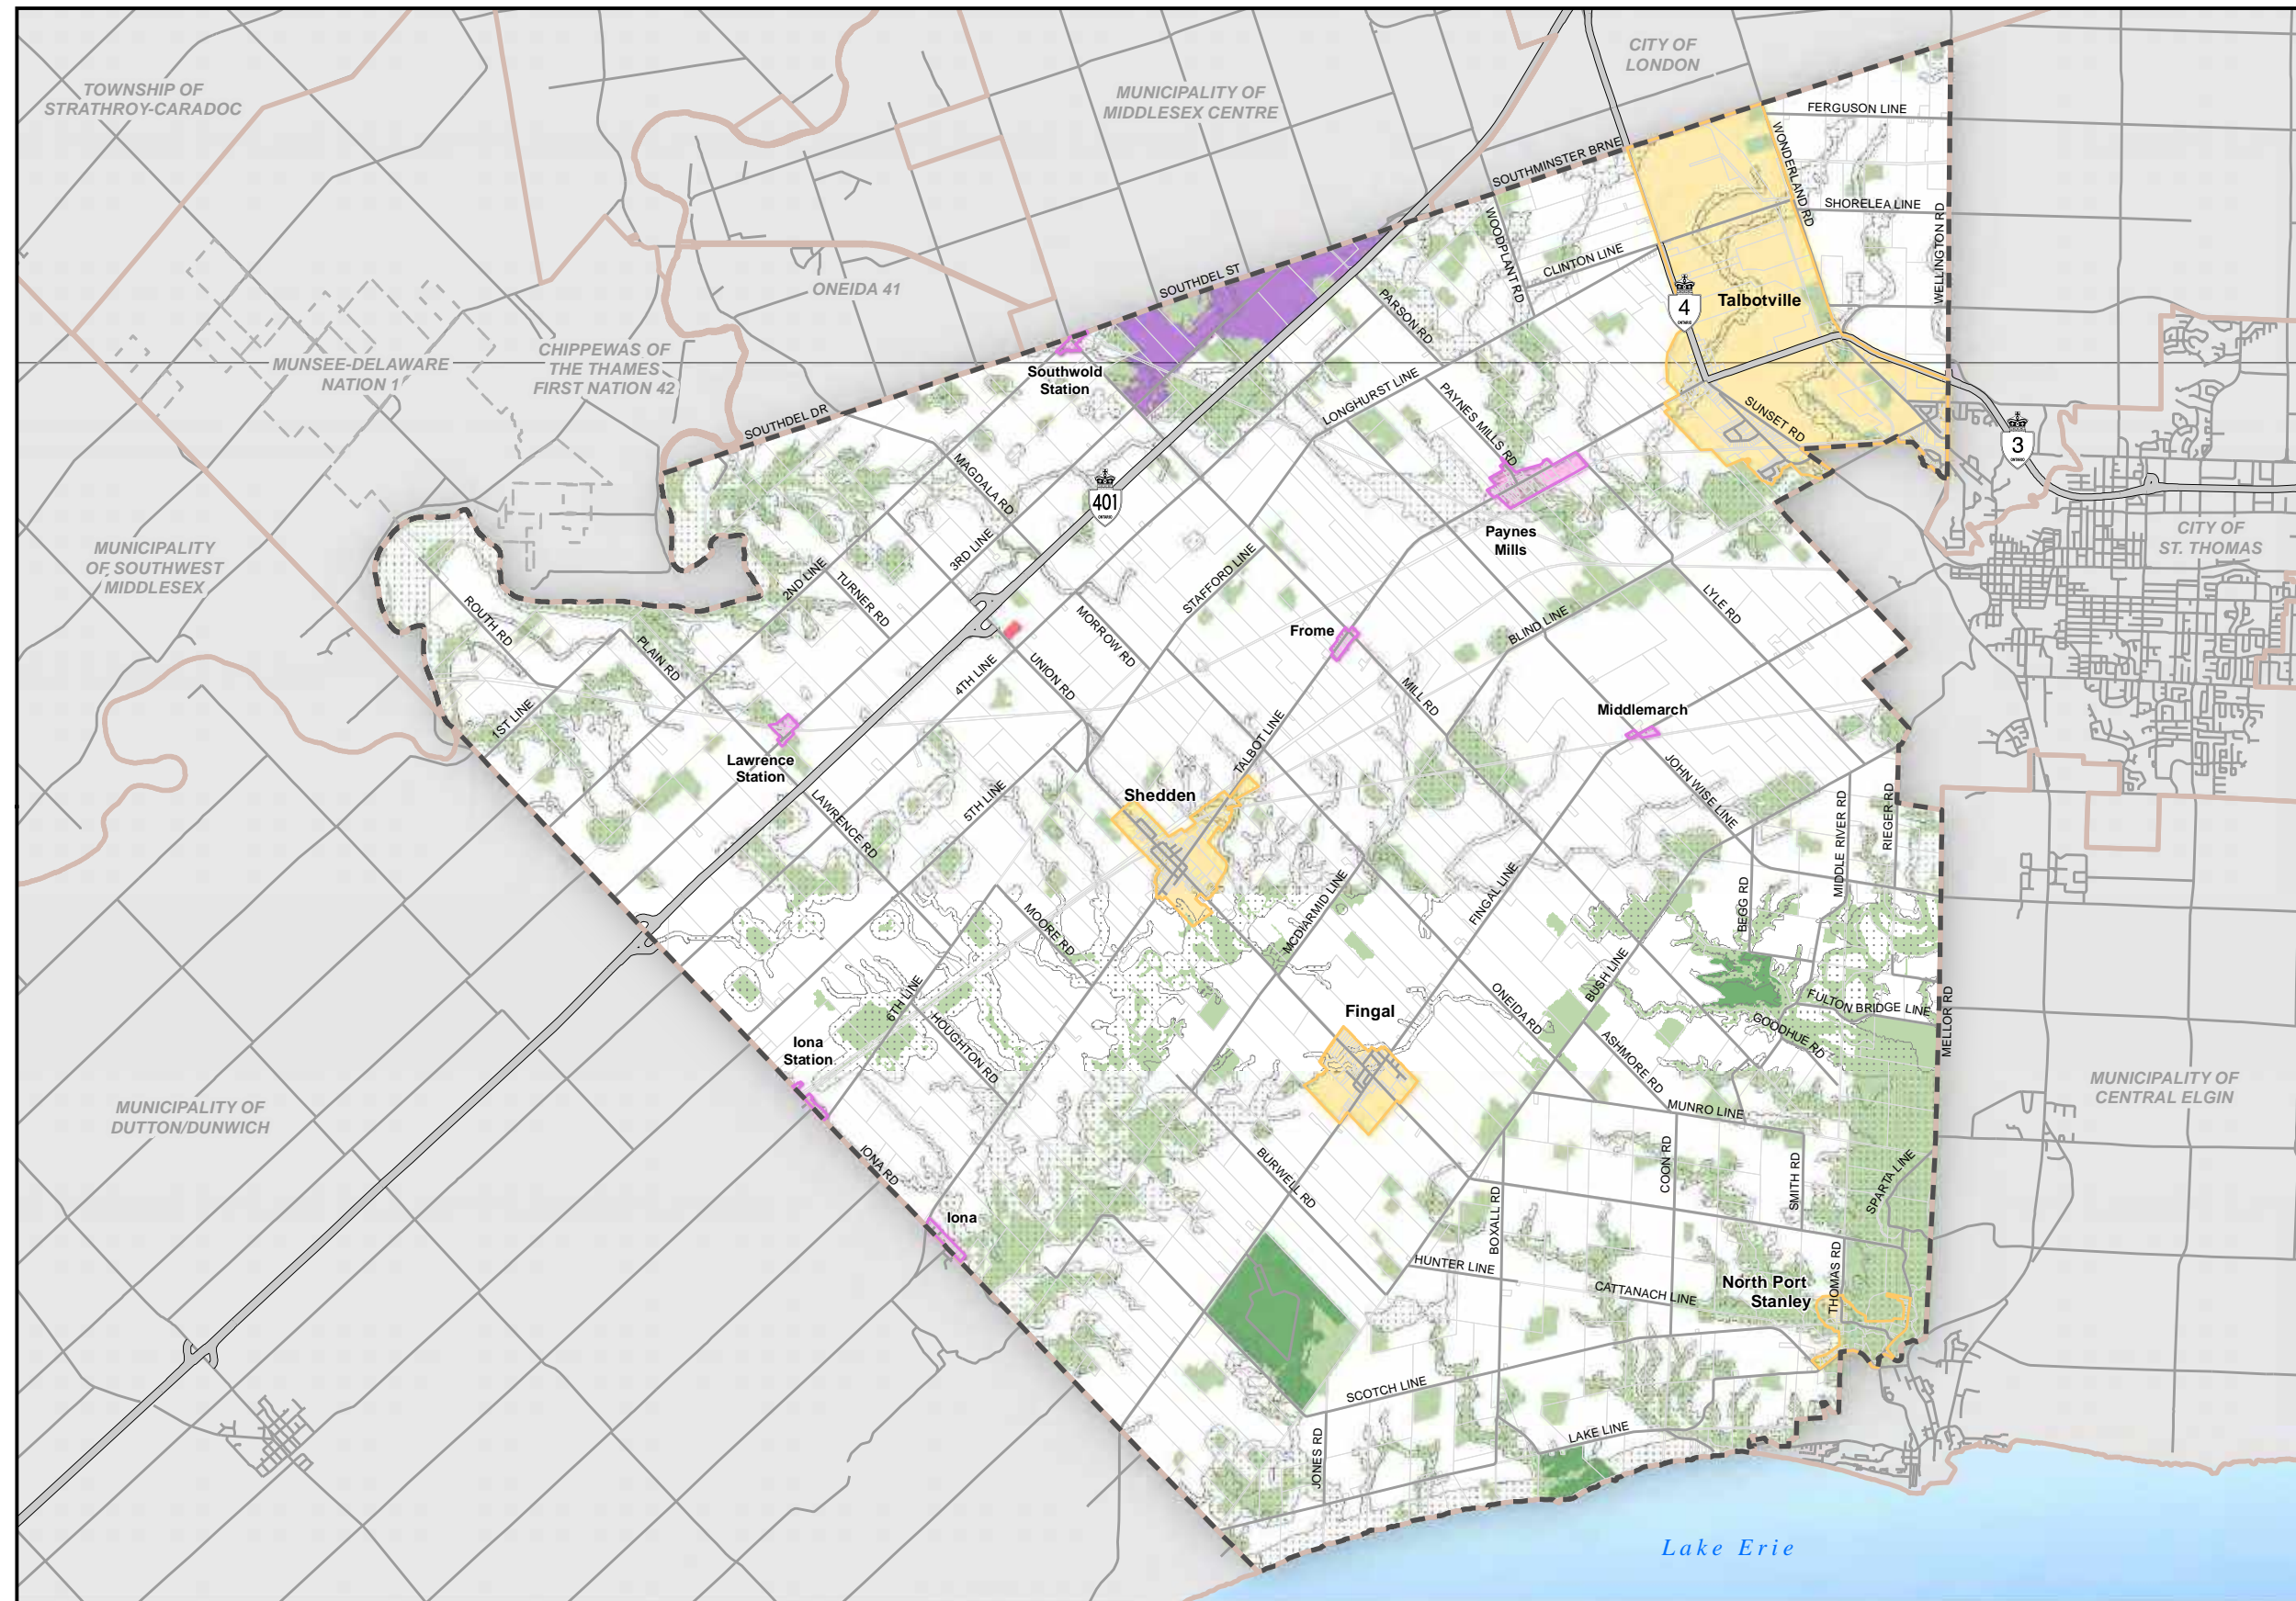 CITY OF
LONDON
TOWNSHIP OF
STRATHROY-CARADOC
MUNICIPALITY OF
MIDDLESEX CENTRE
FERGUSON LINE
WONDERLAND RD
SOUTHMINSTER BRNE
SHORELEA LINE
WELLINGTON RD
WOODPLANT RD
CLINTON LINE
SOUTHDEL ST
ONEIDA 41
PARSON RD
4
ONTARIO
Talbotville
CHIPPEWAS OF
THE THAMES
FIRST NATION 42
MUNSEE-DELAWARE
NATION 1
Southwold
Station
LONGHURST LINE
PAYNES MILLS RD
SUNSET RD
SOUTHDEL DR
3
ONTARIO
MAGDALA RD
401
ONTARIO
Paynes
Mills
CITY OF
ST. THOMAS
MUNICIPALITY
OF SOUTHWEST
MIDDLESEX
3RD LINE
2ND LINE
TURNER RD
STAFFORD LINE
LYLE RD
ROUTH RD
PLAIN RD
MORROW RD
Frome
BLIND LINE
4TH LINE
UNION RD
MILL RD
1ST LINE
Middlemarch
TALBOT LINE
Lawrence
Station
JOHN WISE LINE
Shedden
5TH LINE
LAWRENCE RD
MIDDLE RIVER RD
RIEGER RD
FINGAL LINE
BEGG RD
MOORE RD
MCDIARMID LINE
BUSH LINE
6TH LINE
ONEIDA RD
FULTON BRIDGE LINE
GOODHUE RD
MELLOR RD
Fingal
HOUGHTON RD
Iona
Station
ASHMORE RD
MUNICIPALITY OF
CENTRAL ELGIN
MUNRO LINE
MUNICIPALITY OF
DUTTON/DUNWICH
IONA RD
BURWELL RD
COON RD
SMITH RD
SPARTA LINE
BOXALL RD
Iona
HUNTER LINE
CATTANACH LINE
THOMAS RD
North Port
Stanley
SCOTCH LINE
LAKE LINE
JONES RD
Lake Erie